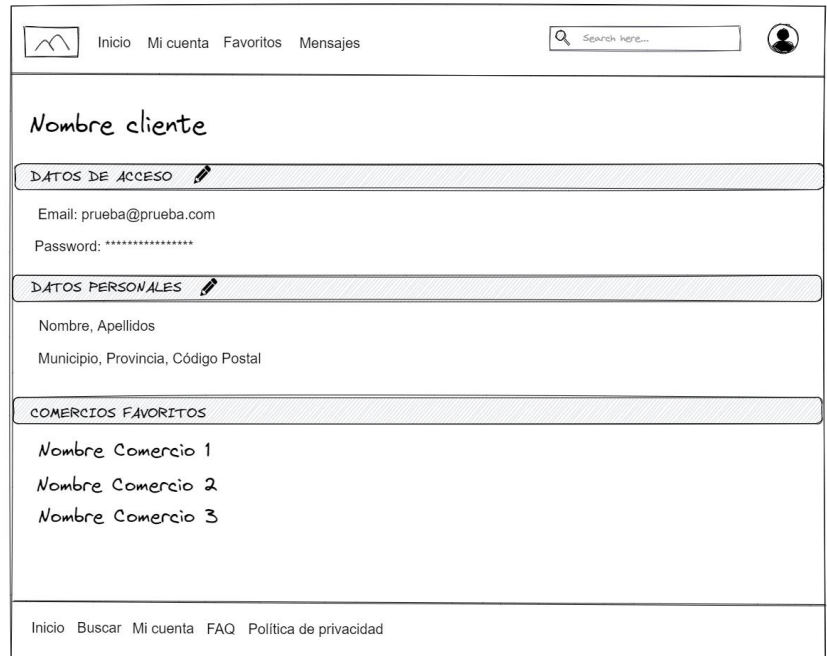 Inicio Mi cuenta Favoritos Mensajes Search here...
Nombre cliente
DATOS DE ACCESO
Email: prueba@prueba.com
Password: ****************
DATOS PERSONALES
Nombre, Apellidos
Municipio, Provincia, Código Postal
COMERCIOS FAVORITOS
Nombre Comercio 1
Nombre Comercio 2
Nombre Comercio 3
Inicio Buscar Mi cuenta FAQ Política de privacidad